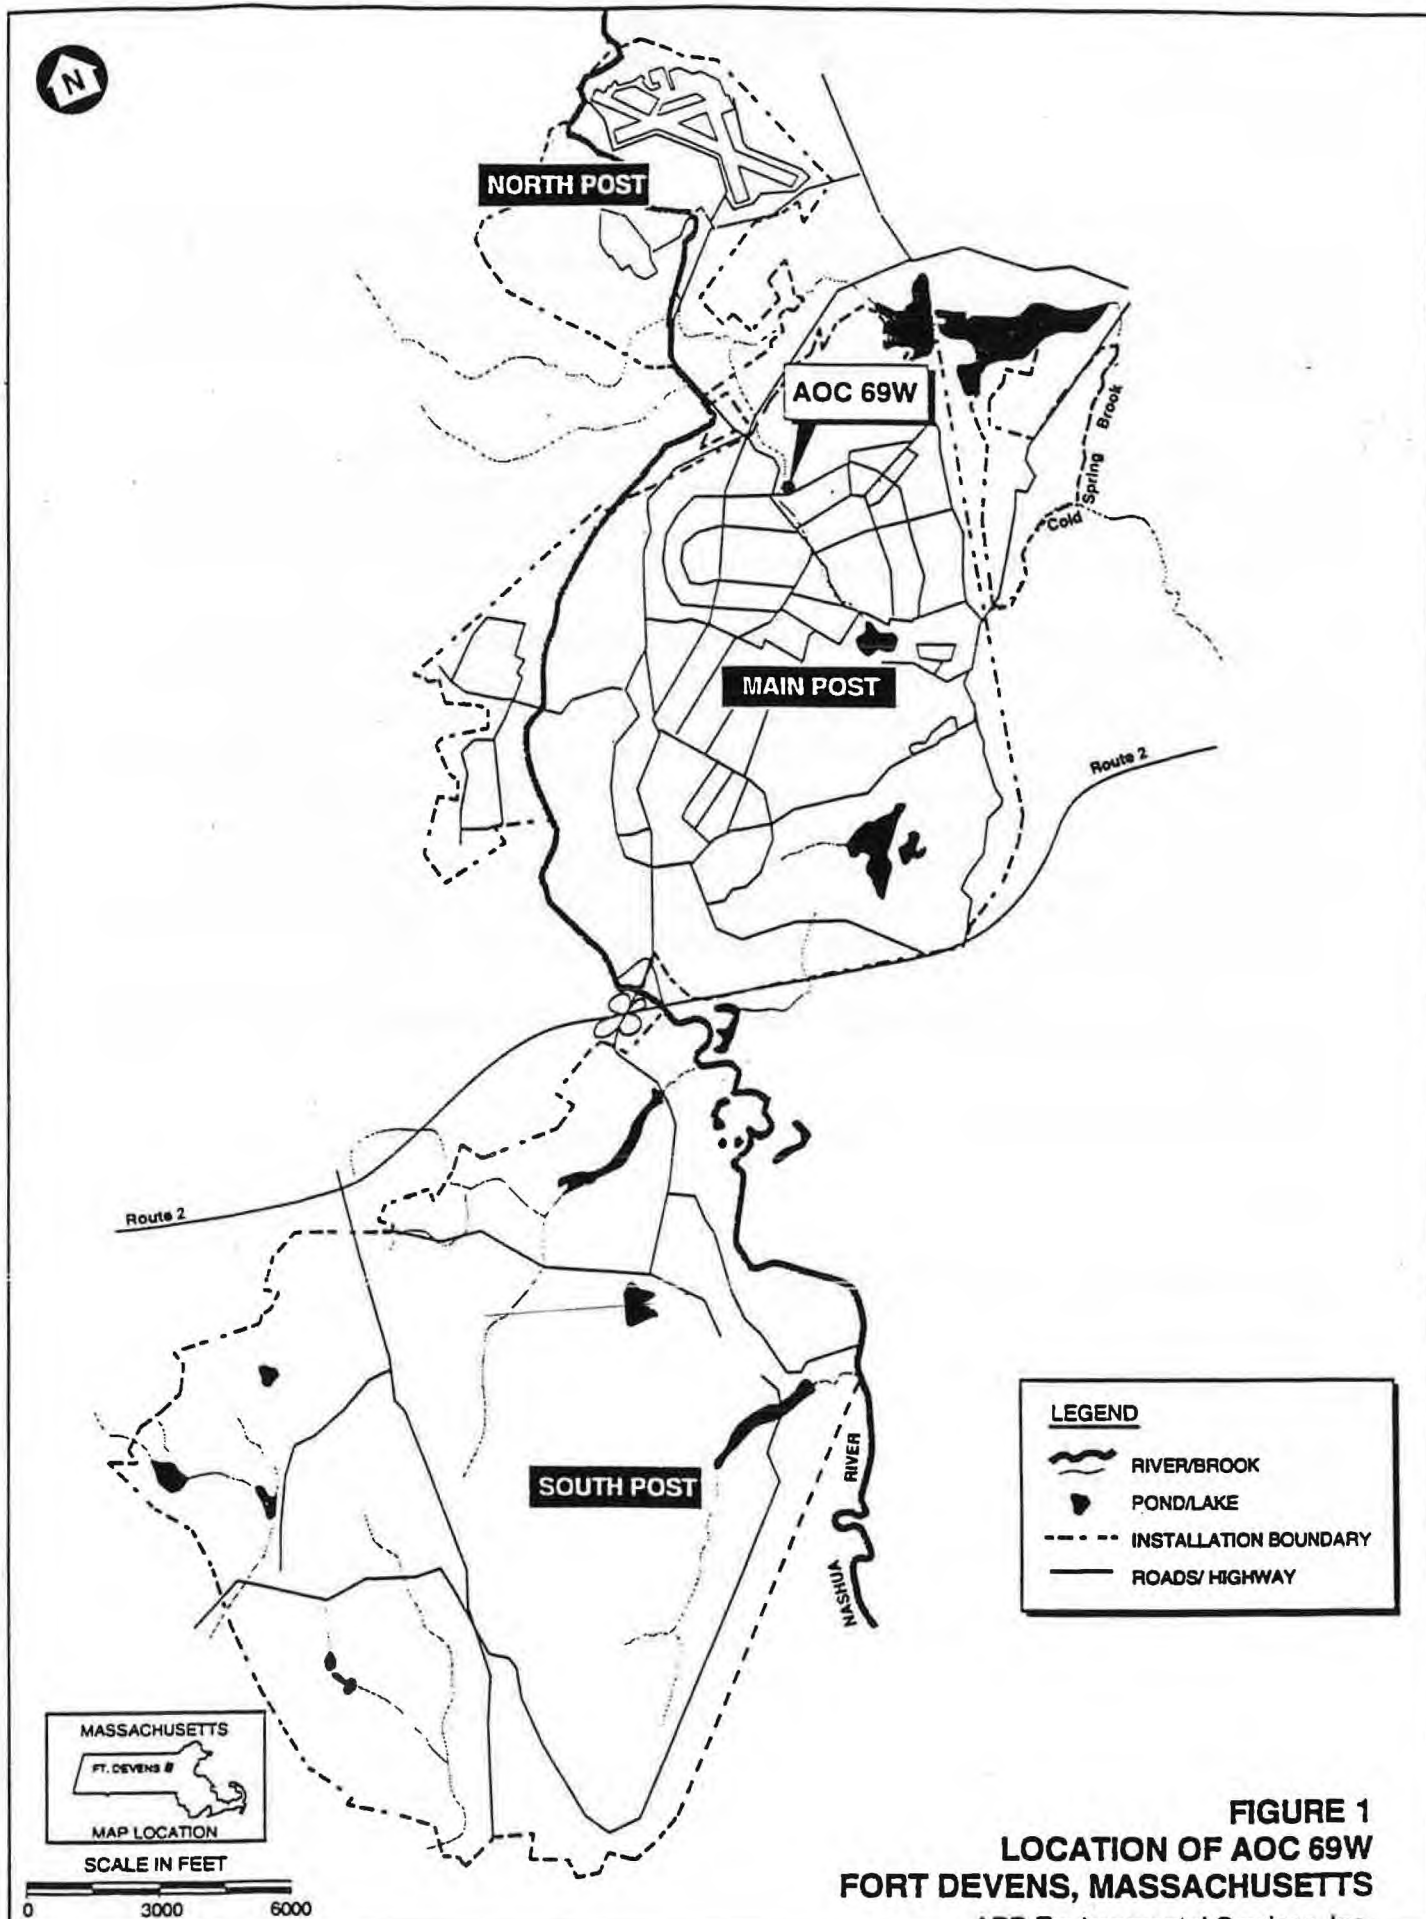 N
NORTH POST
AOC 69W
Cold Spring Brook
MAIN POST
Route 2
Route 2
SOUTH POST
NASHUA RIVER
LEGEND
RIVER/BROOK
POND/LAKE
INSTALLATION BOUNDARY
ROADS/ HIGHWAY
MASSACHUSETTS
FT. DEVENS
MAP LOCATION
SCALE IN FEET
0 3000 6000
FIGURE 1
LOCATION OF AOC 69W
FORT DEVENS, MASSACHUSETTS